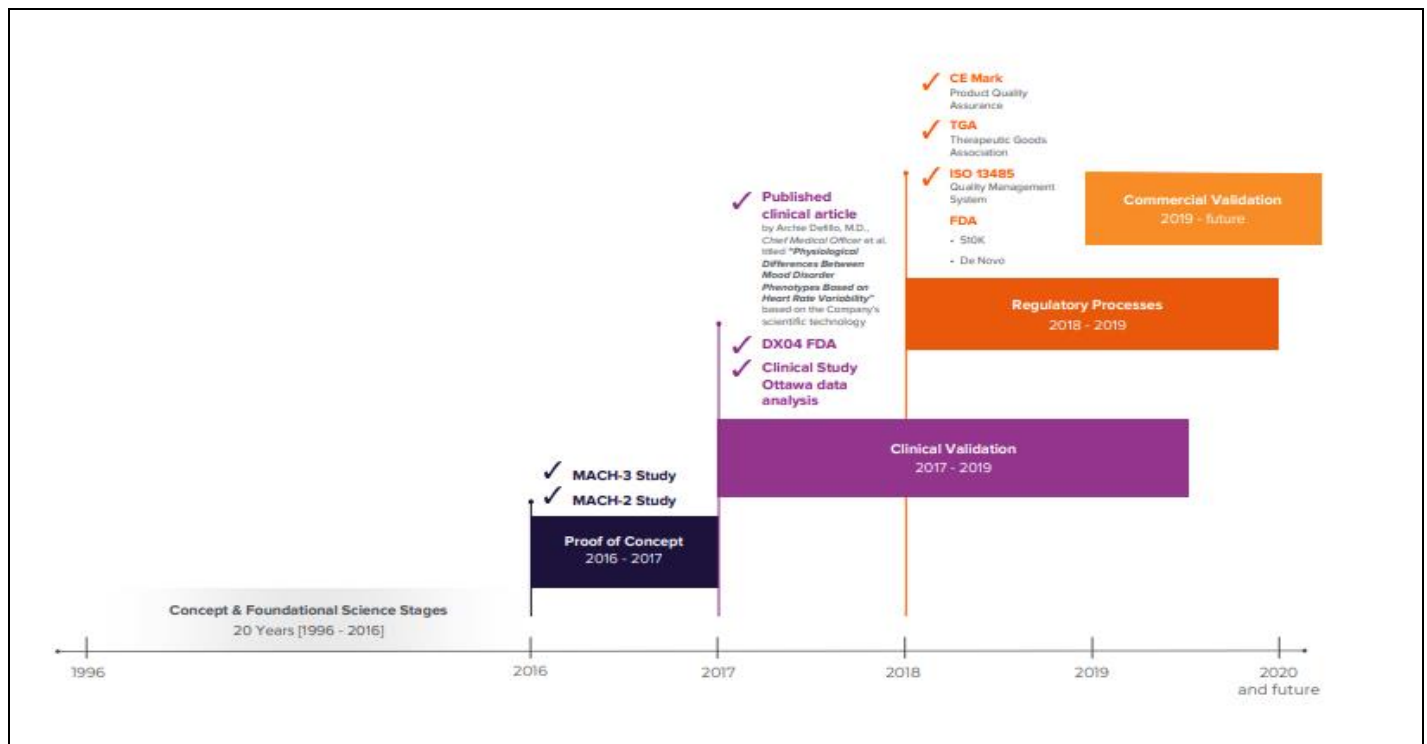 CE Mark
Product Quality
Assurance
TGA
Therapeutic Goods
Association
ISO 13485
Quality Management
System
FDA
- 510K
- De Novo
Commercial Validation
2019 - future
Published
clinical article
by Archie Defillo, M.D.,
Chief Medical Officer et al.
titled "Physiological
Differences Between
Mood Disorder
Phenotypes Based on
Heart Rate Variability"
based on the Company's
scientific technology
DX04 FDA
Clinical Study
Ottawa data
analysis
Regulatory Processes
2018 - 2019
Clinical Validation
2017 - 2019
MACH-3 Study
MACH-2 Study
Proof of Concept
2016 - 2017
Concept & Foundational Science Stages
20 Years [1996 - 2016]
1996
2016
2017
2018
2019
2020
and future